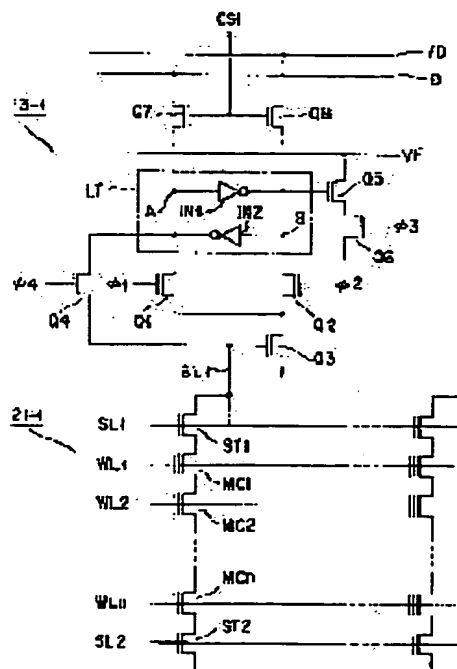 CS1
/D
D
Q7
Q8
13-1
VF
LT
Q5
A
IN1
IN2
B
φ3
Q6
φ4
φ1
φ2
Q4
Q1
Q2
Q3
BL1
21-1
SL1
ST1
WL1
MC1
WL2
MC2
MCn
WLn
ST2
SL2